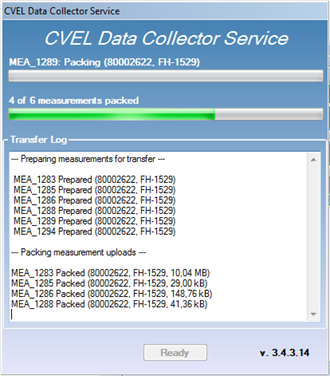 CVEL Data Collector Service
CVEL Data Collector Service
MEA_1289: Packing (80002622, FH-1529)
4 of 6 measurements packed
Transfer Log
--- Preparing measurements for transfer ---
MEA_1283 Prepared (80002622, FH-1529)
MEA_1285 Prepared (80002622, FH-1529)
MEA_1286 Prepared (80002622, FH-1529)
MEA_1288 Prepared (80002622, FH-1529)
MEA_1289 Prepared (80002622, FH-1529)
MEA_1294 Prepared (80002622, FH-1529)
--- Packing measurement uploads ---
MEA_1283 Packed (80002622, FH-1529, 10,04 MB)
MEA_1285 Packed (80002622, FH-1529, 29,00 kB)
MEA_1286 Packed (80002622, FH-1529, 148,76 kB)
MEA_1288 Packed (80002622, FH-1529, 41,36 kB)
Ready
v. 3.4.3.14